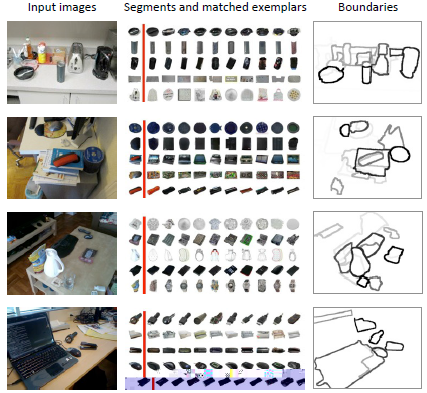 Input images
Segments and matched exemplars
Boundaries